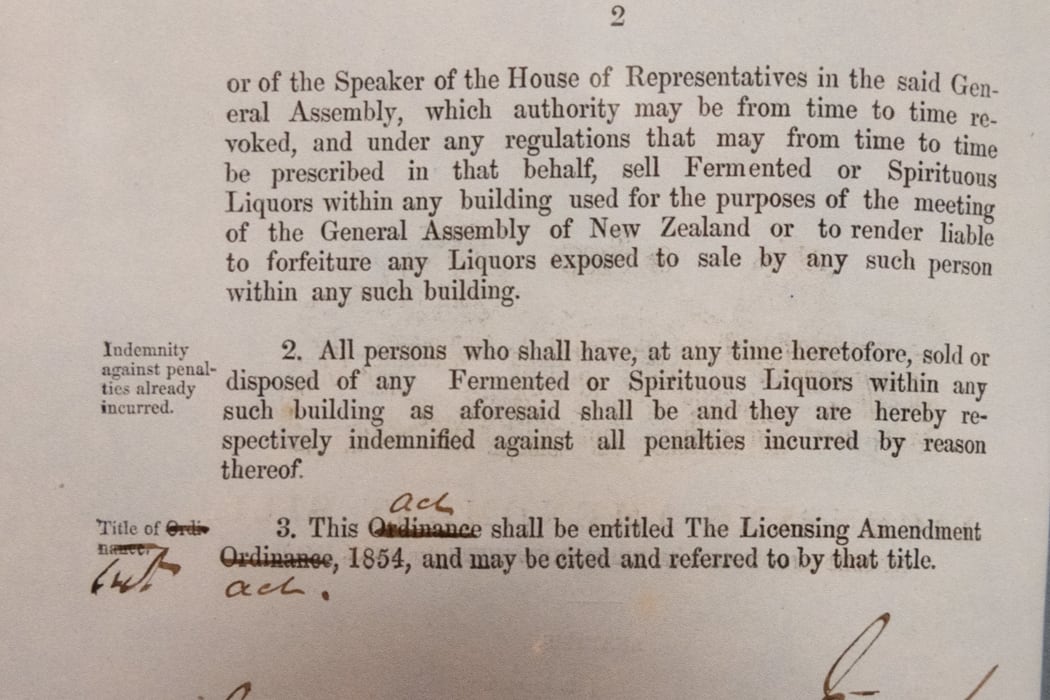 2
or of the Speaker of the House of Representatives in the said Gen-
eral Assembly, which authority may be from time to time re-
voked, and under any regulations that may from time to time
be prescribed in that behalf, sell Fermented or Spirituous
Liquors within any building used for the purposes of the meeting
of the General Assembly of New Zealand or to render liable
to forfeiture any Liquors exposed to sale by any such person
within any such building.
Indemnity
against penal-
ties already
incurred.
2. All persons who shall have, at any time heretofore, sold or
disposed of any Fermented or Spirituous Liquors within any
such building as aforesaid shall be and they are hereby re-
spectively indemnified against all penalties incurred by reason
thereof.
Title of Ordi-
nance.
Act
act
3. This Ordinance shall be entitled The Licensing Amendment
Ordinance, 1854, and may be cited and referred to by that title.
act.